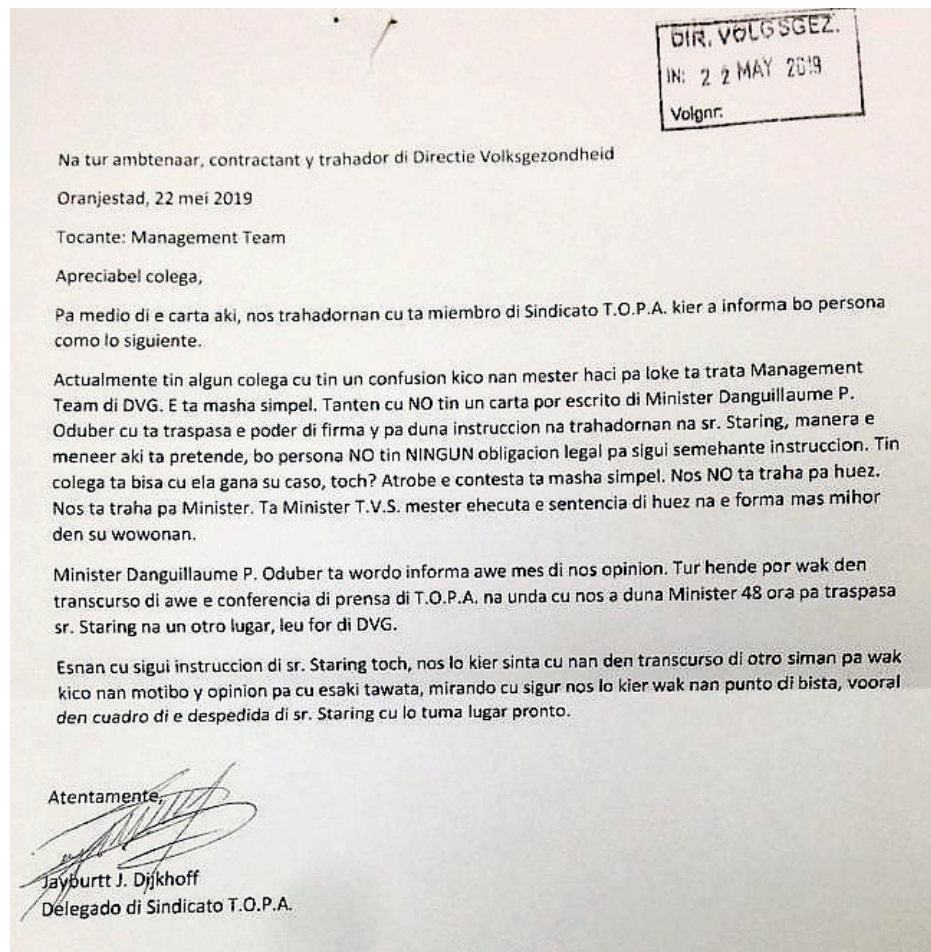 DIR. VOLGSGEZ.
IN: 22 MAY 2019
Volgnr.
Na tur ambtenaar, contractant y trahador di Directie Volksgezondheid
Oranjestad, 22 mei 2019
Tocante: Management Team
Apreciabel colega,
Pa medio di e carta aki, nos trahadornan cu ta miembro di Sindicato T.O.P.A. kier a informa bo persona
como lo siguiente.
Actualmente tin algun colega cu tin un confusion kico nan mester haci pa loke ta trata Management
Team di DVG. E ta masha simpel. Tanten cu NO tin un carta por escrito di Minister Danguillaume P.
Oduber cu ta traspasa e poder di firma y pa duna instruccion na trahadornan na sr. Staring, manera e
meneer aki ta pretende, bo persona NO tin NINGUN obligacion legal pa sigui semehante instruccion. Tin
colega ta bisa cu ela gana su caso, toch? Atrobe e contesta ta masha simpel. Nos NO ta traha pa huez.
Nos ta traha pa Minister. Ta Minister T.V.S. mester ehecuta e sentencia di huez na e forma mas mihor
den su wowonan.
Minister Danguillaume P. Oduber ta wordo informa awe mes di nos opinion. Tur hende por wak den
transcurso di awe e conferencia di prensa di T.O.P.A. na unda cu nos a duna Minister 48 ora pa traspasa
sr. Staring na un otro lugar, leu for di DVG.
Esnan cu sigui instruccion di sr. Staring toch, nos lo kier sinta cu nan den transcurso di otro siman pa wak
kico nan motibo y opinion pa cu esaki tawata, mirando cu sigur nos lo kier wak nan punto di bista, vooral
den cuadro di e despedida di sr. Staring cu lo tuma lugar pronto.
Atentamente,
Jayburtt J. Dijkhoff
Delegado di Sindicato T.O.P.A.